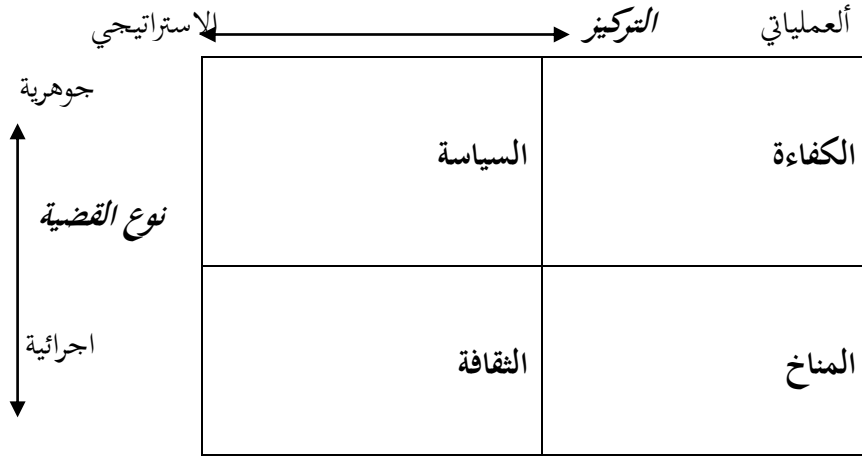 ألعملياتي التركيز الاستراتيجي
جوهرية
الكفاءة السياسة
نوع القضية
المناخ الثقافة
اجرائية